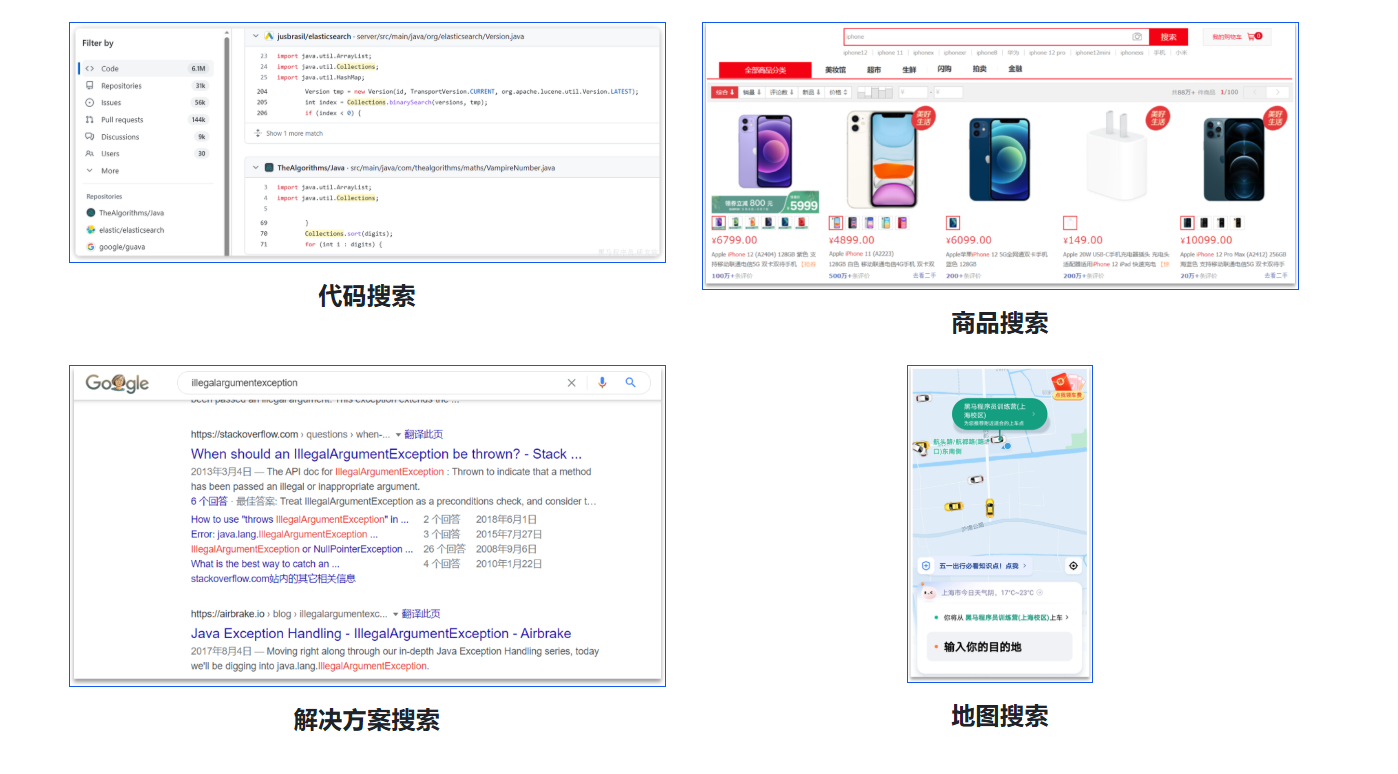 Filter by
Code 6.1M
Repositories 31k
Issues 56k
Pull requests 144k
Discussions 9k
Users 30
More
Repositories
TheAlgorithms/Java
elastic/elasticsearch
google/guava
jusbrasil/elasticsearch · server/src/main/java/org/elasticsearch/Version.java
23 import java.util.ArrayList;
24 import java.util.Collections;
25 import java.util.HashMap;
204 Version tmp = new Version(id, TransportVersion.CURRENT, org.apache.lucene.util.Version.LATEST);
205 int index = Collections.binarySearch(versions, tmp);
206 if (index < 0) {
Show 1 more match
TheAlgorithms/Java · src/main/java/com/thealgorithms/maths/VampireNumber.java
3 import java.util.ArrayList;
4 import java.util.Collections;
5
69 }
70 Collections.sort(digits);
71 for (int i : digits) {
代码搜索
iphone
搜索
我的购物车 0
iphone12 iphone 11 iphonex iphonexr iphone8 华为 iphone 12 pro iphone12mini iphonexs 手机 小米
全部商品分类 美妆馆 超市 生鲜 闪购 拍卖 金融
综合 销量 评论数 新品 价格
共88万+ 件商品 1/100
美好生活
美好生活
美好生活
领券立减 800 元 5999
¥6799.00
Apple iPhone 12 (A2404) 128GB 紫色 支
持移动联通电信5G 双卡双待手机
100万+条评价
¥4899.00
Apple iPhone 11 (A2223)
128GB 白色 移动联通电信4G手机 双卡双
500万+条评价 去看二手
¥6099.00
Apple苹果iPhone 12 5G全网通双卡手机
蓝色 128GB
200+条评价
¥149.00
Apple 20W USB-C手机充电器插头 充电头
适配器适用iPhone 12 iPad 快速充电
200万+条评价
¥10099.00
Apple iPhone 12 Pro Max (A2412) 256G
海蓝色 支持移动联通电信5G 双卡双待手
20万+条评价 去看二手
商品搜索
Google
illegalargumentexception
been passed an illegal argument. This exception extends the ...
https://stackoverflow.com › questions › when-... 翻译此页
When should an IllegalArgumentException be thrown? - Stack ...
2013年3月4日 — The API doc for IllegalArgumentException : Thrown to indicate that a method
has been passed an illegal or inappropriate argument.
6 个回答 · 最佳答案: Treat IllegalArgumentException as a preconditions check, and consider t…
How to use "throws IllegalArgumentException" in ... 2 个回答 2018年6月1日
Error: java.lang.IllegalArgumentException ... 3 个回答 2015年7月27日
IllegalArgumentException or NullPointerException ... 26 个回答 2008年9月6日
What is the best way to catch an ... 4 个回答 2010年1月22日
stackoverflow.com站内的其它相关信息
https://airbrake.io › blog › illegalargumentexc... 翻译此页
Java Exception Handling - IllegalArgumentException - Airbrake
2017年8月4日 — Moving right along through our in-depth Java Exception Handling series, today
we'll be digging into java.lang.IllegalArgumentException.
解决方案搜索
黑马程序员训练营(上
海校区)
为您推荐附近适合的上车点
口)东南侧
沪德公路
五一出行必看知识点! 点我
上海市今日天气阴，17°C~23°C
你将从 黑马程序员训练营(上海校区)上车
输入你的目的地
地图搜索